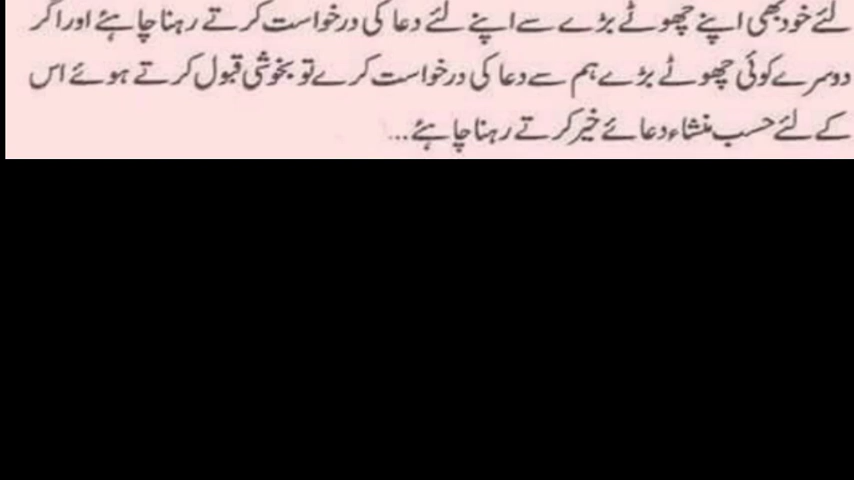 لئے خود بھی اپنے چھوٹے بڑے سے اپنے لئے دعا کی درخواست کرتے رہنا چاہئے اور اگر
دوسرے کوئی چھوٹے بڑے ہم سے دعا کی درخواست کرے تو بخوشی قبول کرتے ہوئے اس
کے لئے حسب منشاء دعائے خیر کرتے رہنا چاہئے...